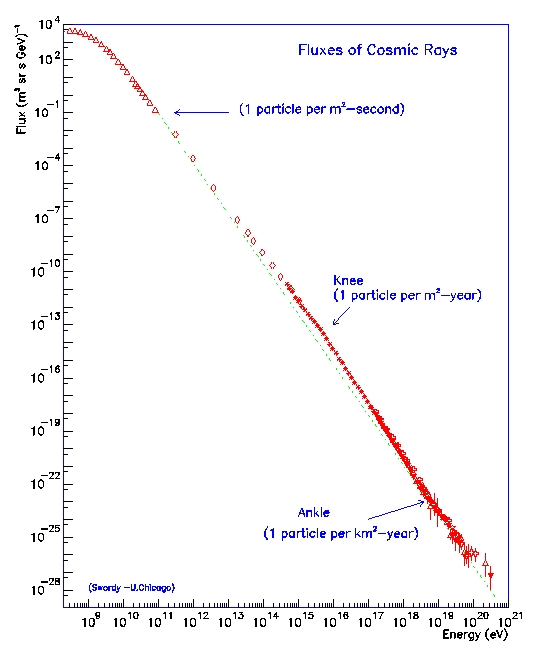 Fluxes of Cosmic Rays
Flux (m² sr s GeV)⁻¹
10⁴
10²
10⁻¹
10⁻⁴
10⁻⁷
10⁻¹⁰
10⁻¹³
10⁻¹⁶
10⁻¹⁹
10⁻²²
10⁻²⁵
10⁻²⁸
(1 particle per m²–second)
Knee
(1 particle per m²–year)
Ankle
(1 particle per km²–year)
(Swordy –U.Chicago)
10⁹ 10¹⁰ 10¹¹ 10¹² 10¹³ 10¹⁴ 10¹⁵ 10¹⁶ 10¹⁷ 10¹⁸ 10¹⁹ 10²⁰ 10²¹
Energy (eV)